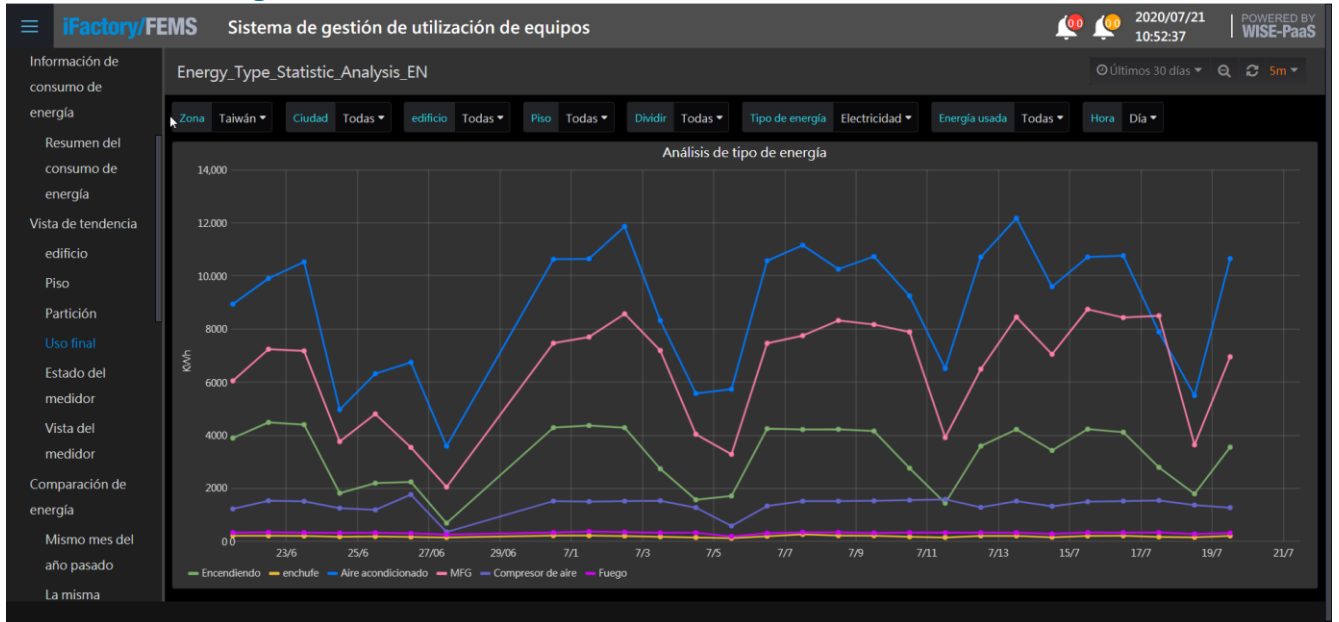 iFactory/FEMS Sistema de gestión de utilización de equipos
00 00 2020/07/21 10:52:37
POWERED BY
WISE-PaaS
Información de
consumo de
energía
Resumen del
consumo de
energía
Vista de tendencia
edificio
Piso
Partición
Uso final
Estado del
medidor
Vista del
medidor
Comparación de
energía
Mismo mes del
año pasado
La misma
Energy_Type_Statistic_Analysis_EN
Últimos 30 días 5m
Zona Taiwán Ciudad Todas edificio Todas Piso Todas Dividir Todas Tipo de energía Electricidad Energía usada Todas Hora Día
Análisis de tipo de energía
14,000
12.000
10.000
8000
6000
4000
2000
0 0
KWh
23/6 25/6 27/06 29/06 7/1 7/3 7/5 7/7 7/9 7/11 7/13 15/7 17/7 19/7 21/7
Encendiendo enchufe Aire acondicionado MFG Compresor de aire Fuego